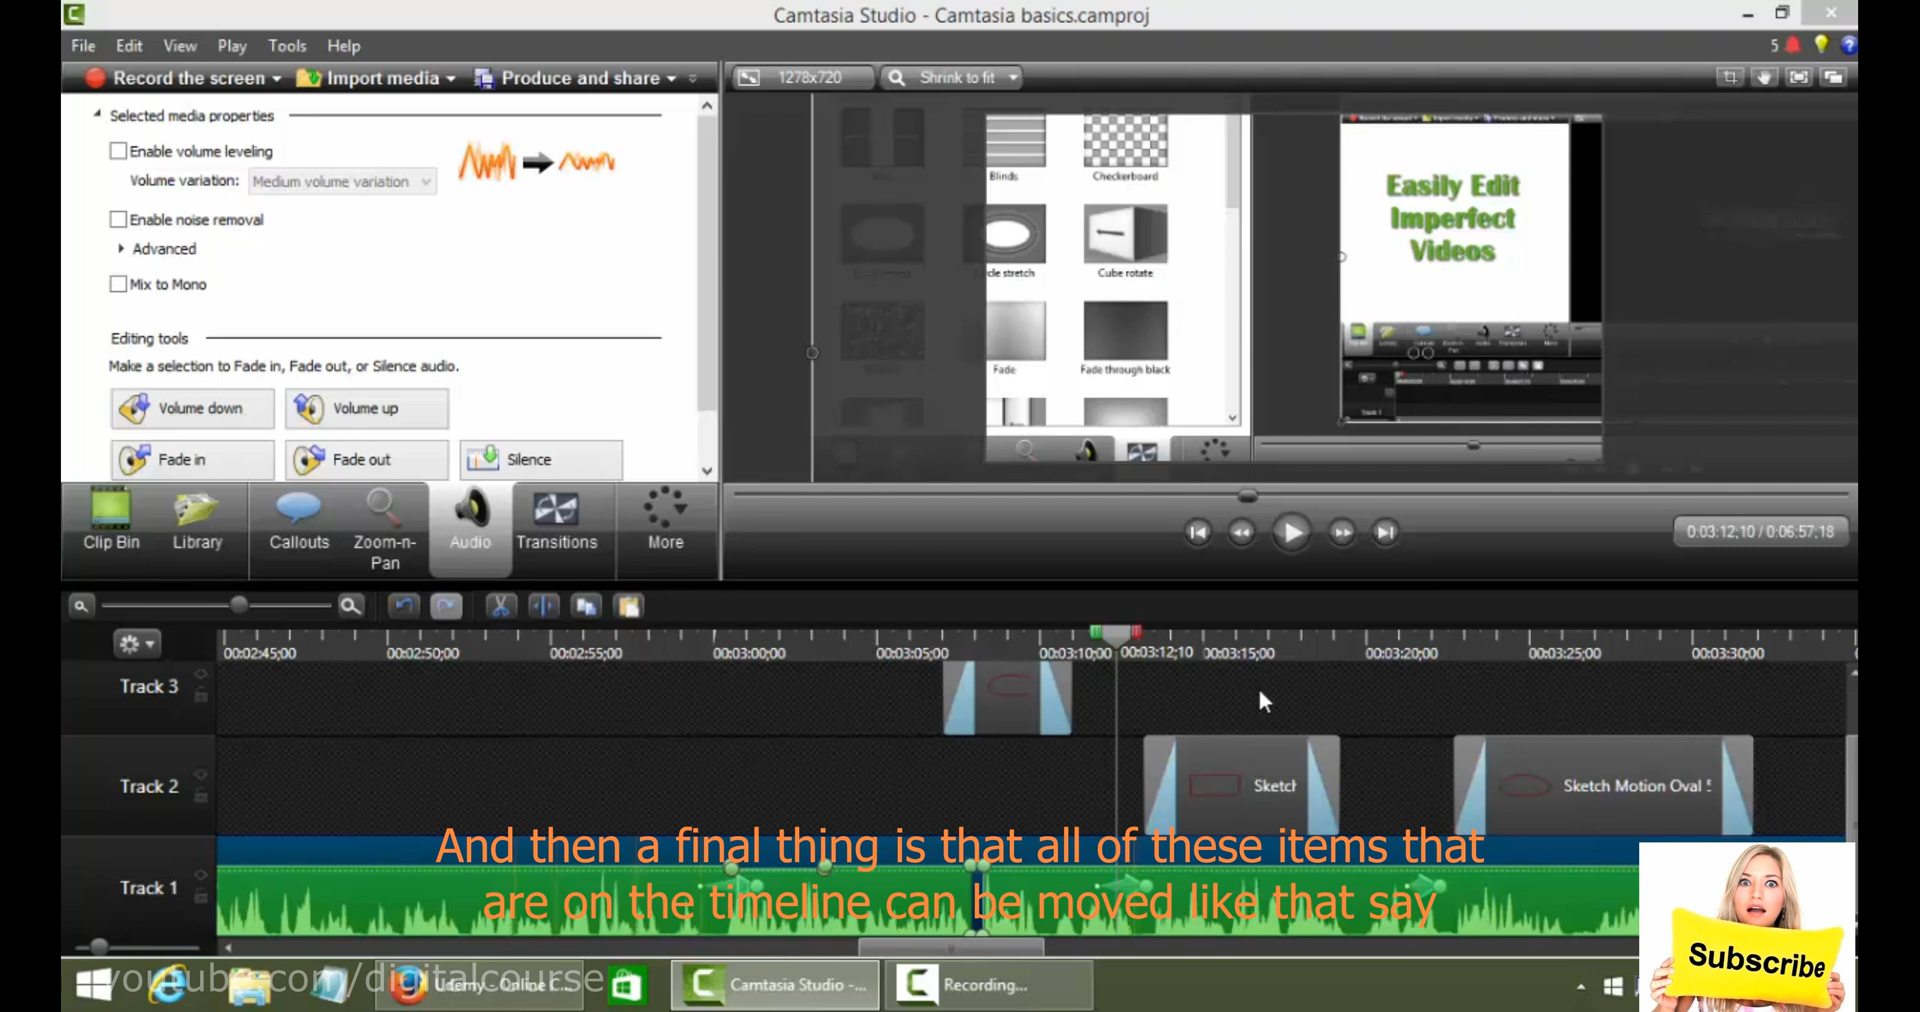 Camtasia Studio - Camtasia basics.camproj
File Edit View Play Tools Help
5
Record the screen Import media Produce and share
1278x720 Shrink to fit
Selected media properties
Enable volume leveling
Volume variation: Medium volume variation
Enable noise removal
Advanced
Mix to Mono
Editing tools
Make a selection to Fade in, Fade out, or Silence audio.
Volume down Volume up
Fade in Fade out Silence
Blinds Checkerboard
cle stretch Cube rotate
Fade Fade through black
Easily Edit
Imperfect
Videos
Track 1
Clip Bin Library Callouts Zoom-n-Pan Audio Transitions More
0:03:12;10 / 0:06:57;18
00:02:45;00 00:02:50;00 00:02:55;00 00:03:00;00 00:03:05;00 00:03:10;00 00:03:12;10 00:03:15;00 00:03:20;00 00:03:25;00 00:03:30;00
Track 3
Track 2 Sketch Sketch Motion Oval
And then a final thing is that all of these items that
Track 1
are on the timeline can be moved like that say
Subscribe
youtube.com/digitalcourse
Udemy - Online C... Camtasia Studio -... Recording...